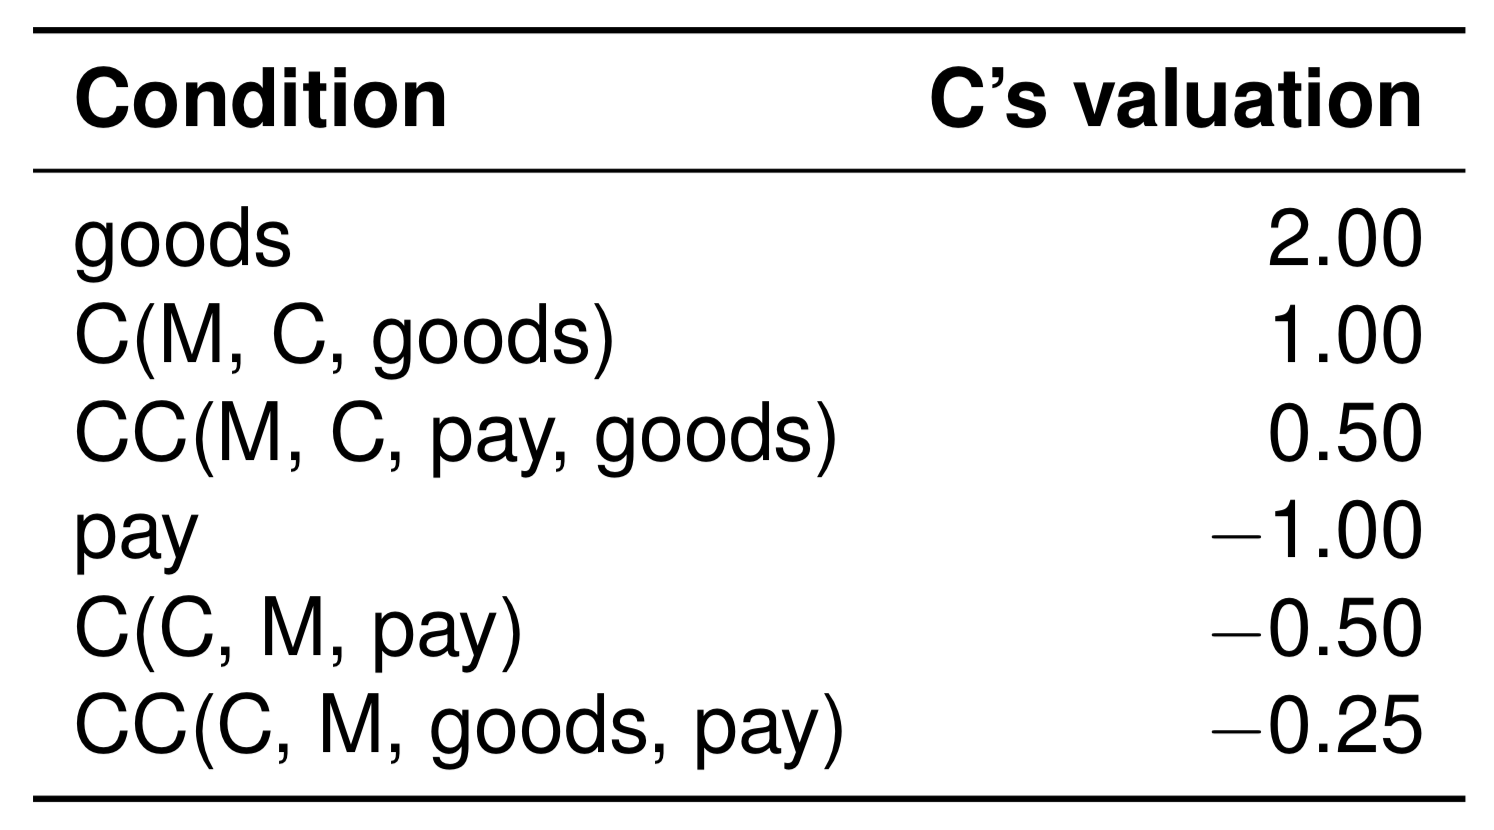 Condition C’s valuation
goods 2.00
C(M, C, goods) 1.00
CC(M, C, pay, goods) 0.50
pay −1.00
C(C, M, pay) −0.50
CC(C, M, goods, pay) −0.25